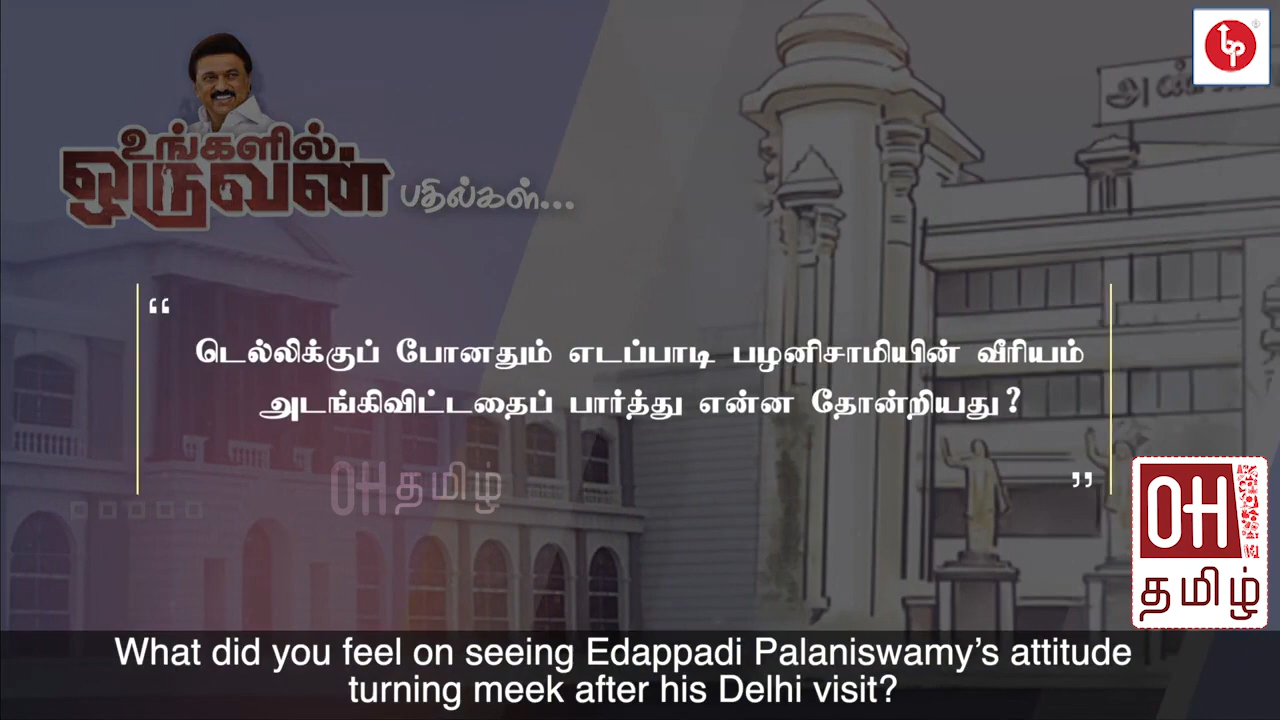 உங்களில்
ஒருவன் பதில்கள்...
“
டெல்லிக்குப் போனதும் எடப்பாடி பழனிசாமியின் வீரியம்
அடங்கிவிட்டதைப் பார்த்து என்ன தோன்றியது?
”
OH தமிழ்
OH
தமிழ்
What did you feel on seeing Edappadi Palaniswamy’s attitude
turning meek after his Delhi visit?